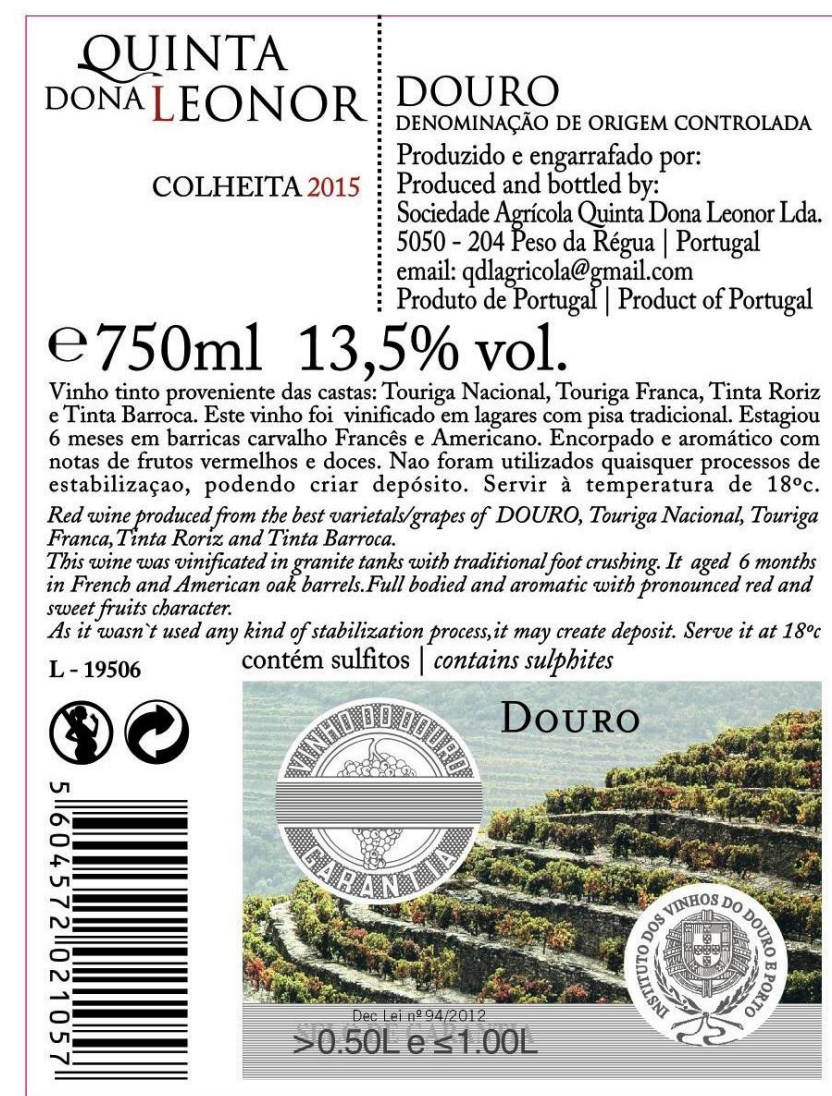 QUINTA
DONA LEONOR
COLHEITA 2015
DOURO
DENOMINAÇÃO DE ORIGEM CONTROLADA
Produzido e engarrafado por:
Produced and bottled by:
Sociedade Agrícola Quinta Dona Leonor Lda.
5050 - 204 Peso da Régua | Portugal
email: qdlagricola@gmail.com
Produto de Portugal | Product of Portugal
℮750ml 13,5% vol.
Vinho tinto proveniente das castas: Touriga Nacional, Touriga Franca, Tinta Roriz
e Tinta Barroca. Este vinho foi vinificado em lagares com pisa tradicional. Estagiou
6 meses em barricas carvalho Francês e Americano. Encorpado e aromático com
notas de frutos vermelhos e doces. Nao foram utilizados quaisquer processos de
estabilizaçao, podendo criar depósito. Servir à temperatura de 18ºc.
Red wine produced from the best varietals/grapes of DOURO, Touriga Nacional, Touriga
Franca,Tinta Roriz and Tinta Barroca.
This wine was vinificated in granite tanks with traditional foot crushing. It aged 6 months
in French and American oak barrels.Full bodied and aromatic with pronounced red and
sweet fruits character.
As it wasn`t used any kind of stabilization process,it may create deposit. Serve it at 18ºc
L - 19506
contém sulfitos | contains sulphites
5 604572 021057
DOURO
VINHO DO DOURO
GARANTIA
INSTITUTO DOS VINHOS DO DOURO E PORTO
Dec Lei nº 94/2012
SELO DE GARANTIA
>0.50L e ≤1.00L